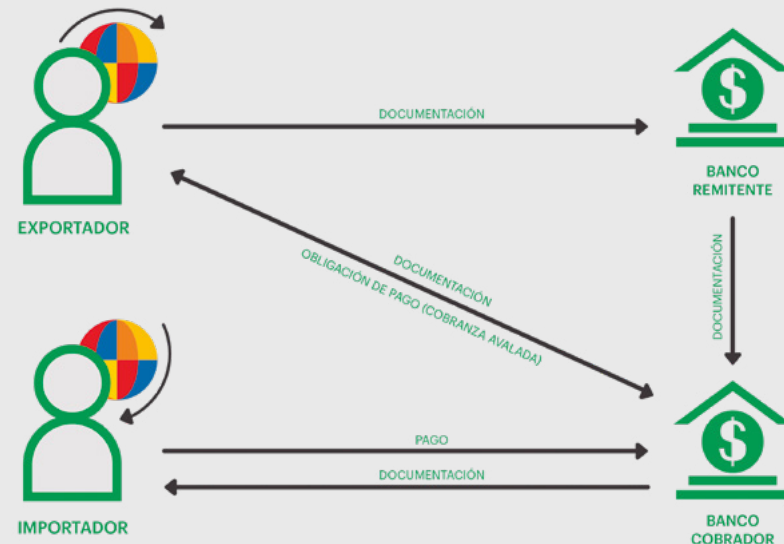 DOCUMENTACIÓN
$
BANCO
REMITENTE
EXPORTADOR
DOCUMENTACIÓN
OBLIGACIÓN DE PAGO (COBRANZA AVALADA)
DOCUMENTACIÓN
PAGO
$
DOCUMENTACIÓN
IMPORTADOR
BANCO
COBRADOR